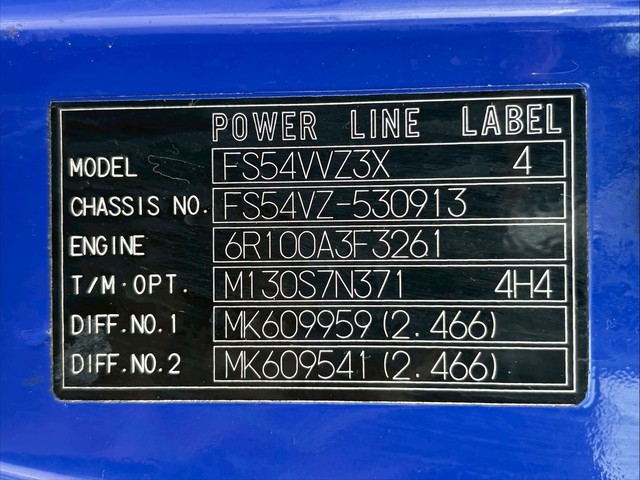 POWER LINE LABEL
MODEL FS54VVZ3X 4
CHASSIS NO. FS54VZ-530913
ENGINE 6R100A3F3261
T/M·OPT. M130S7N371 4H4
DIFF.NO.1 MK609959 (2.466)
DIFF.NO.2 MK609541 (2.466)